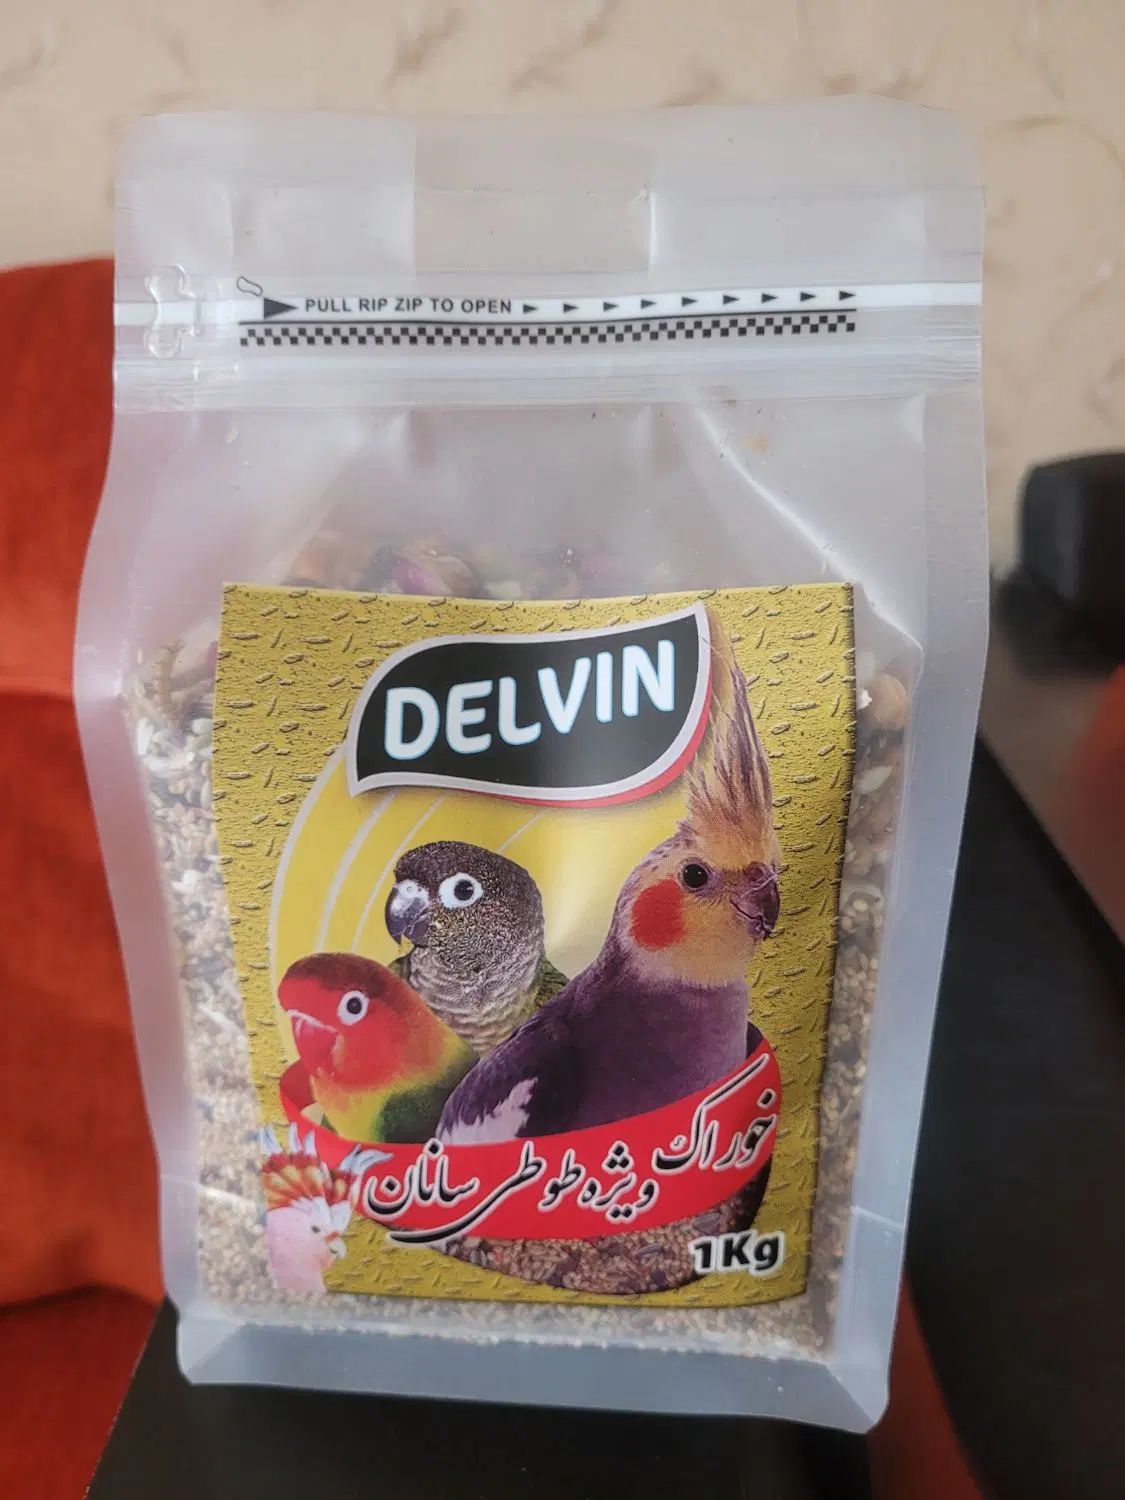 PULL RIP ZIP TO OPEN
DELVIN
خوراک ویژه طوطی سانان
1Kg